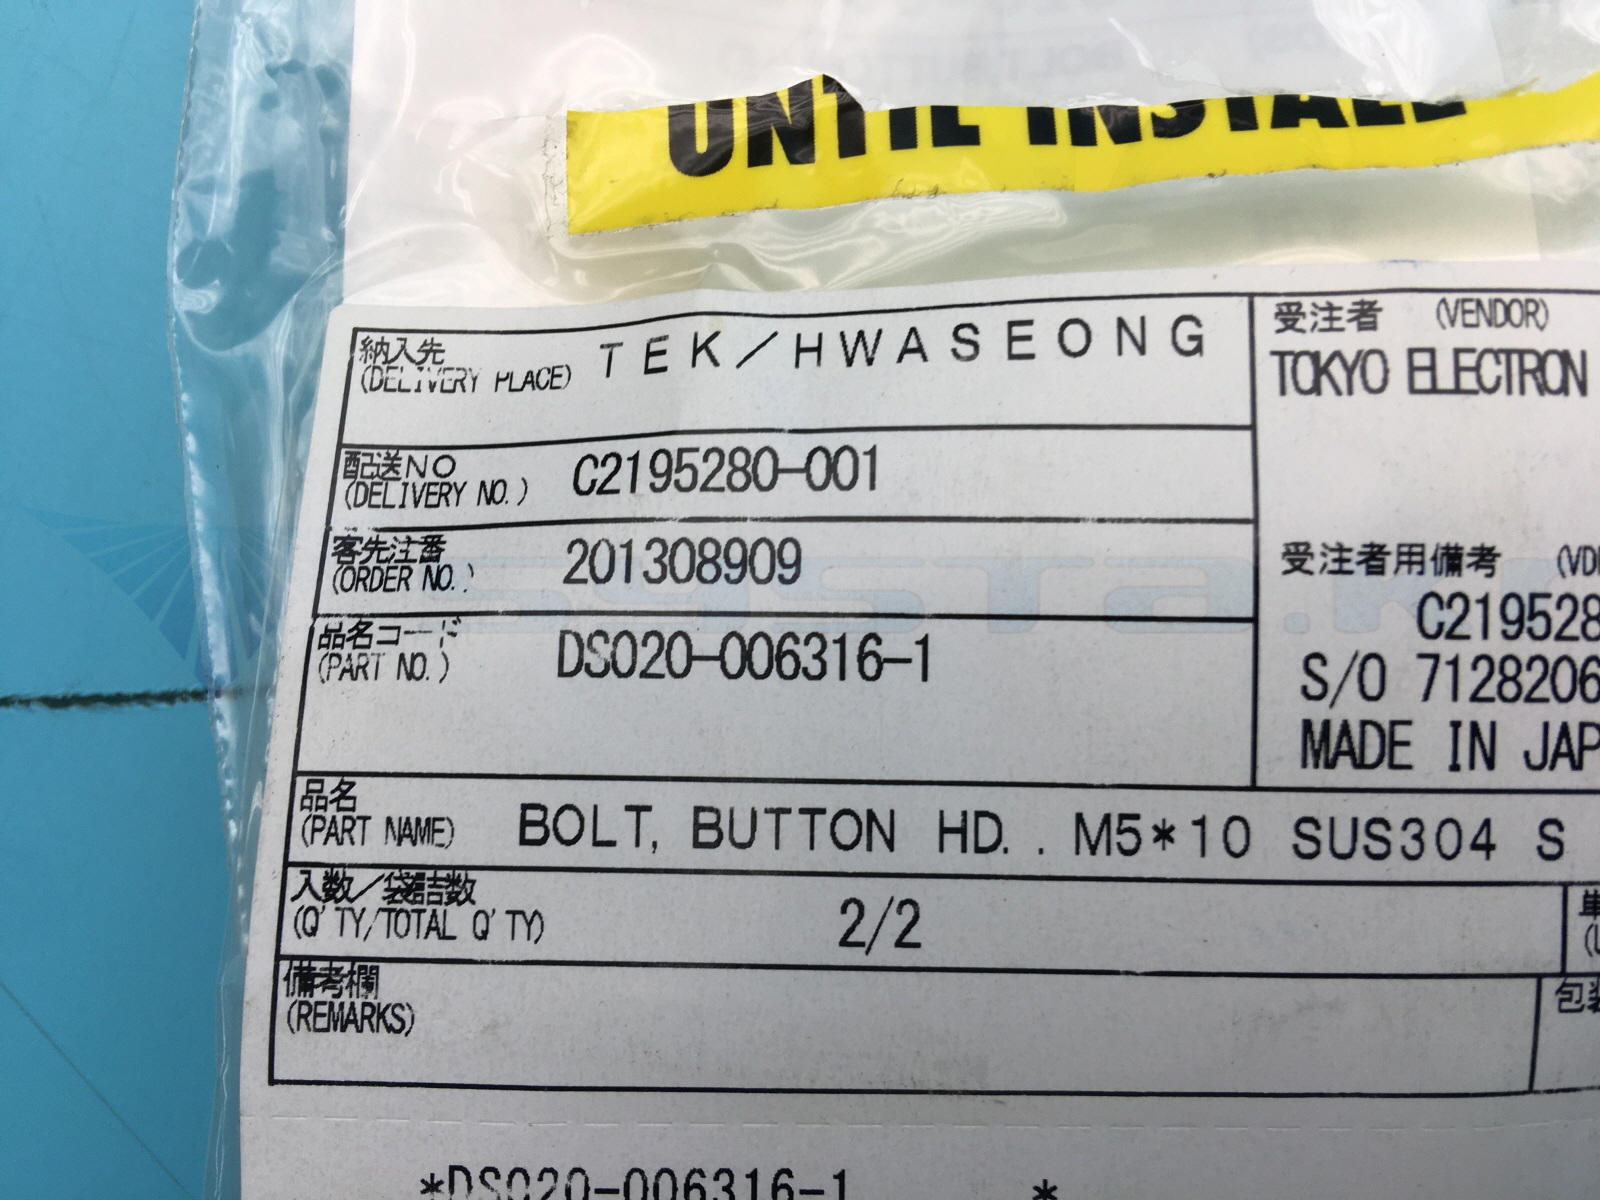 UNTIL INSTALL
納入先
(DELIVERY PLACE)
TEK/HWASEONG
受注者 (VENDOR)
TOKYO ELECTRON
配送NO
(DELIVERY NO.)
C2195280-001
客先注番
(ORDER NO.)
201308909
systa.kr
受注者用備考
C219528
S/O 7128206
MADE IN JAP
品名コード
(PART NO.)
DS020-006316-1
品名
(PART NAME)
BOLT, BUTTON HD. . M5*10 SUS304 S
入数/袋詰数
(Q'TY/TOTAL Q'TY)
2/2
備考欄
(REMARKS)
*DS020-006316-1 *